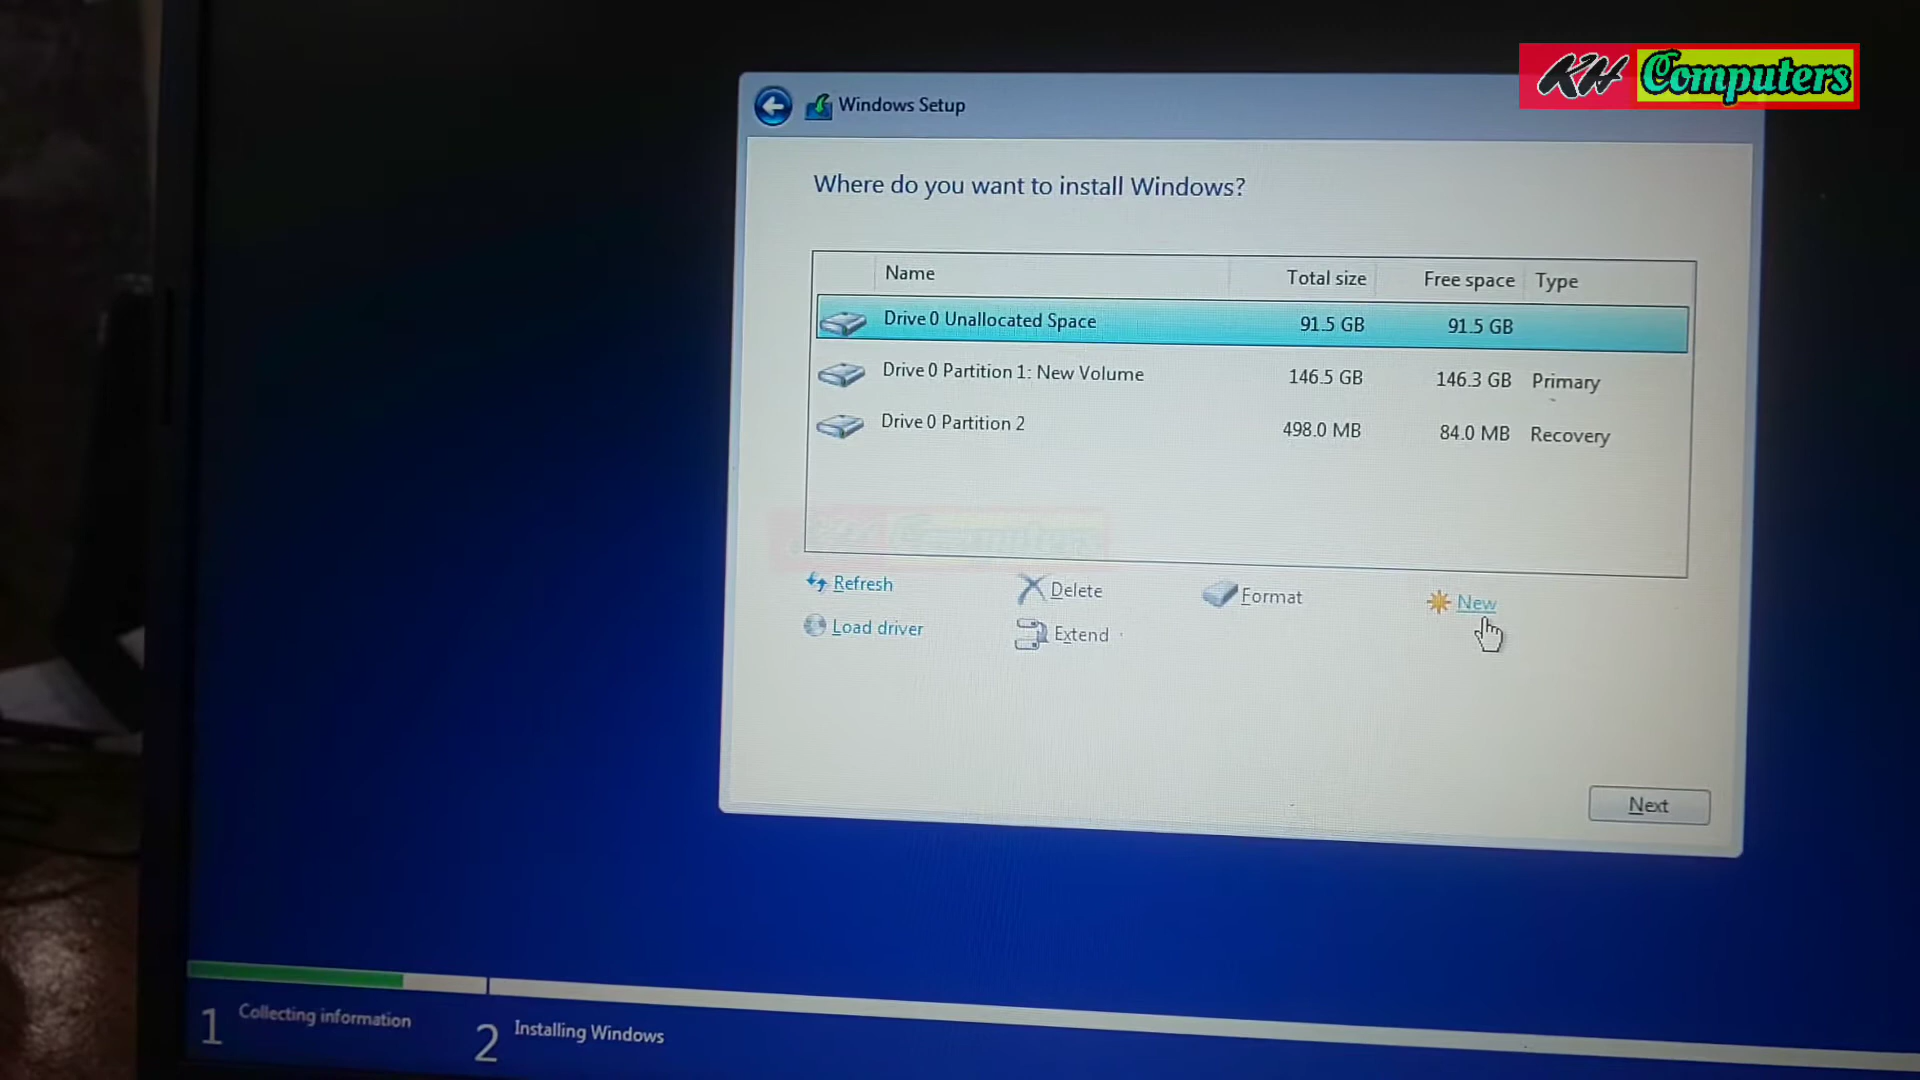 KH Computers
Windows Setup
Where do you want to install Windows?
Name Total size Free space Type
Drive 0 Unallocated Space 91.5 GB 91.5 GB
Drive 0 Partition 1: New Volume 146.5 GB 146.3 GB Primary
Drive 0 Partition 2 498.0 MB 84.0 MB Recovery
KH Computers
Refresh Delete Format New
Load driver Extend
Next
1 Collecting information 2 Installing Windows